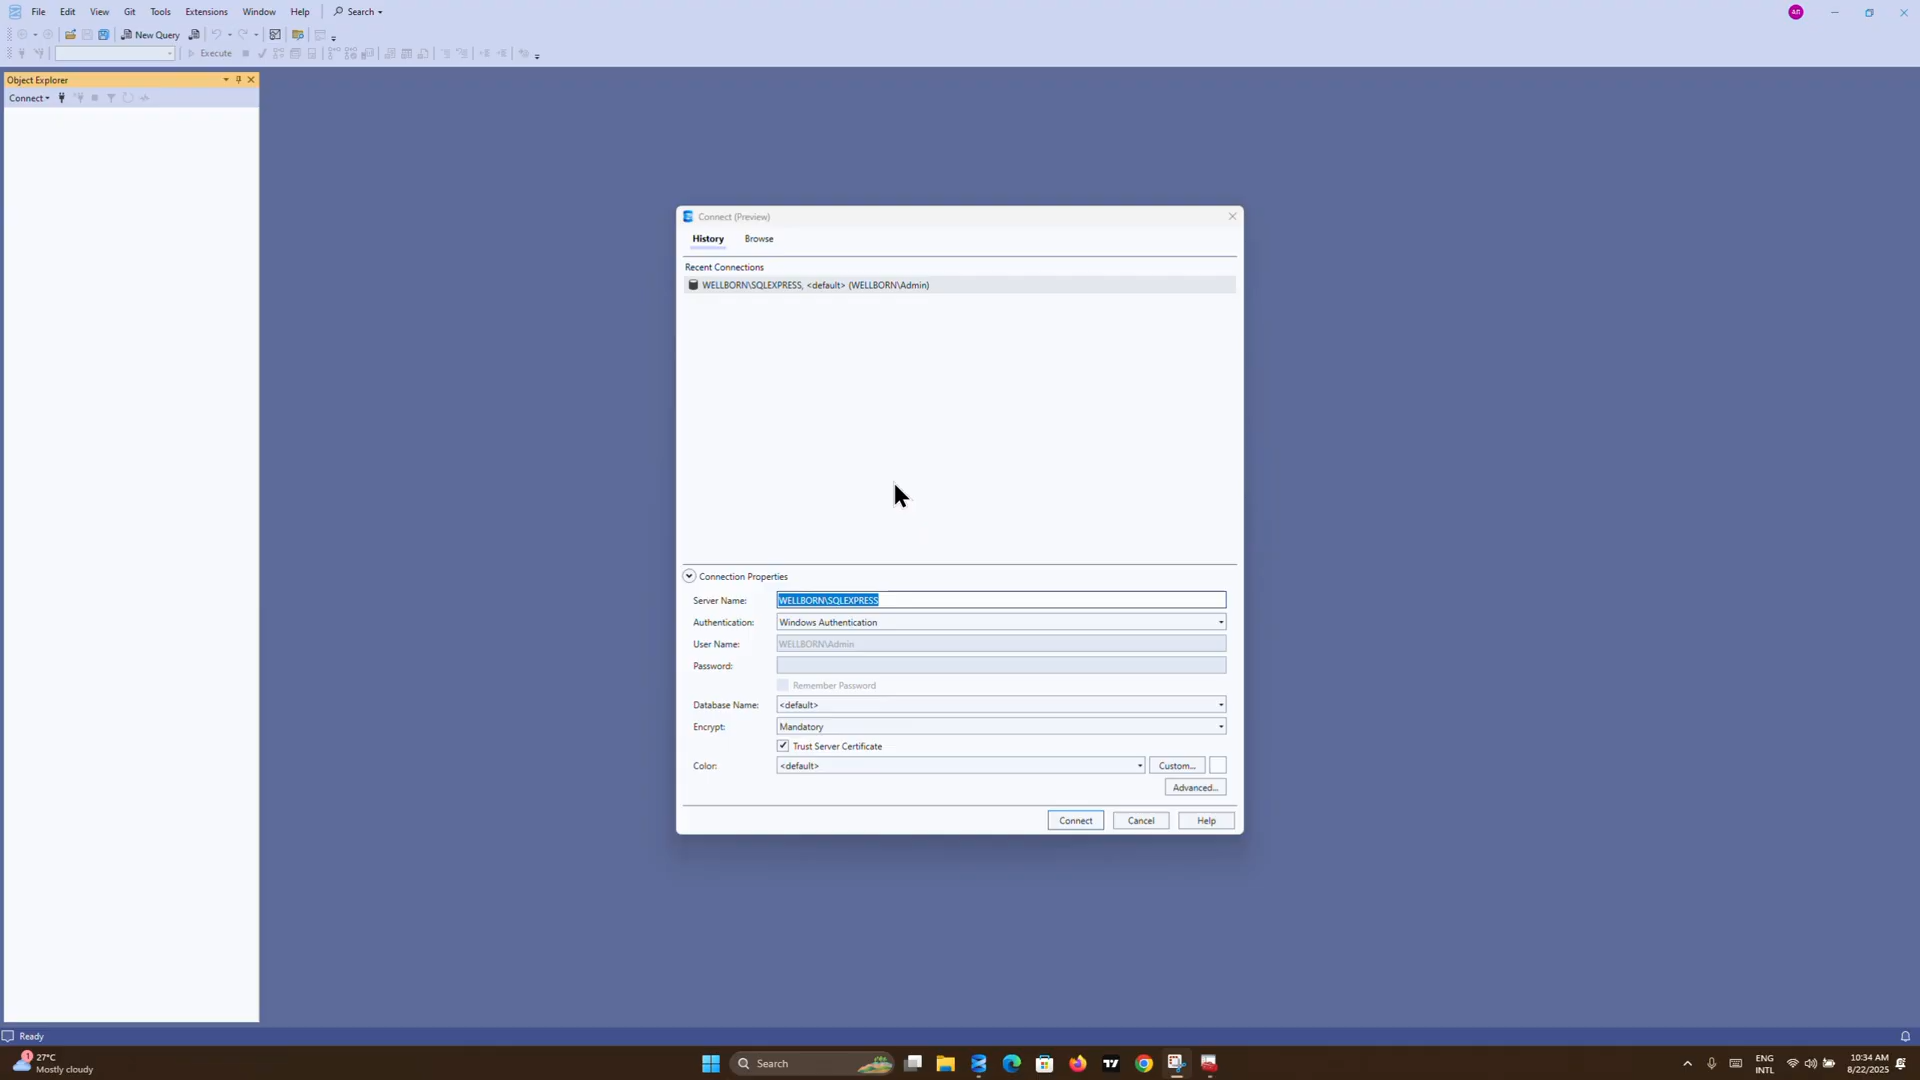 File Edit View Git Tools Extensions Window Help Search
New Query
Execute
Object Explorer
Connect
Connect (Preview)
History Browse
Recent Connections
WELLBORN\SQLEXPRESS, <default> (WELLBORN\Admin)
Connection Properties
Server Name: WELLBORN\SQLEXPRESS
Authentication: Windows Authentication
User Name: WELLBORN\Admin
Password:
Remember Password
Database Name: <default>
Encrypt: Mandatory
Trust Server Certificate
Color: <default> Custom...
Advanced...
Connect Cancel Help
Ready
1
27°C
Mostly cloudy
Search
ENG
INTL
10:34 AM
8/22/2025